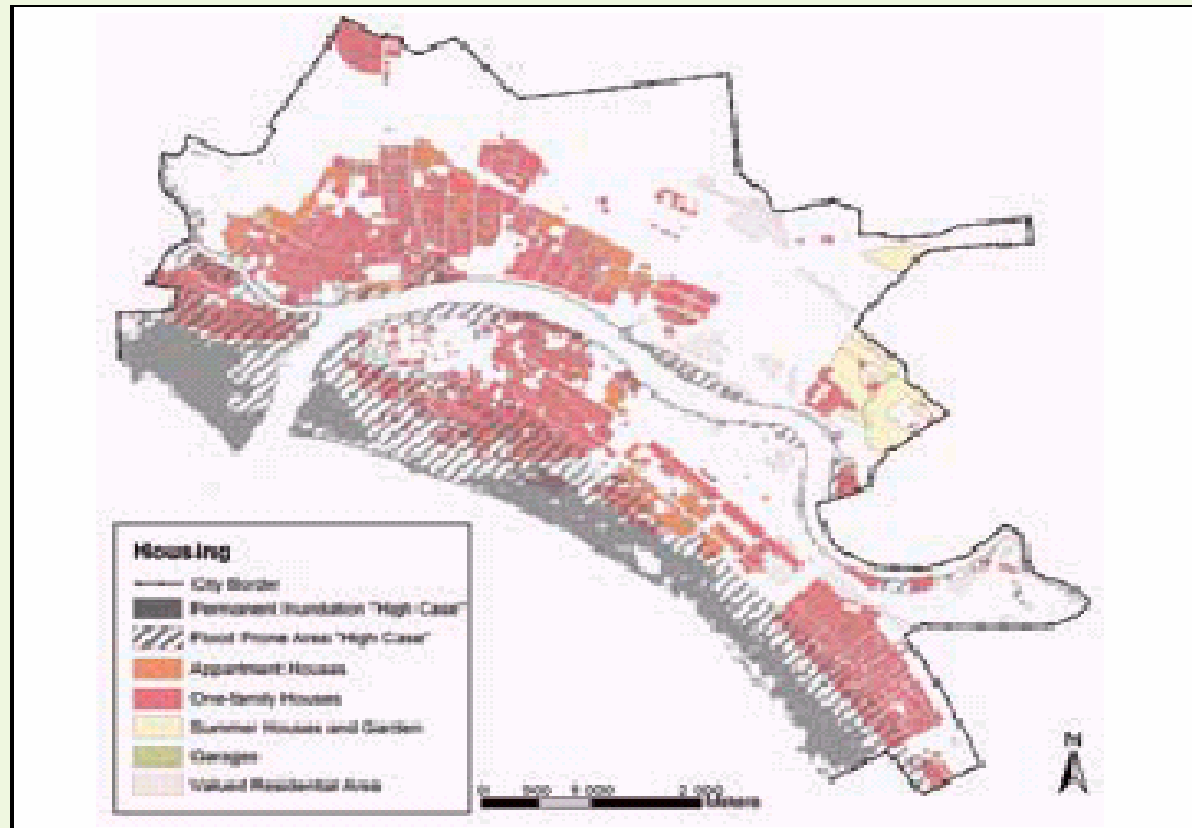 Housing
City Border
Permanent Inundation "High Case"
Flood Prone Area "High Case"
Appartment Houses
One-family Houses
Summer Houses and Garden
Garages
Valued Residential Area
N
0 500 1 000 2 000
Meters